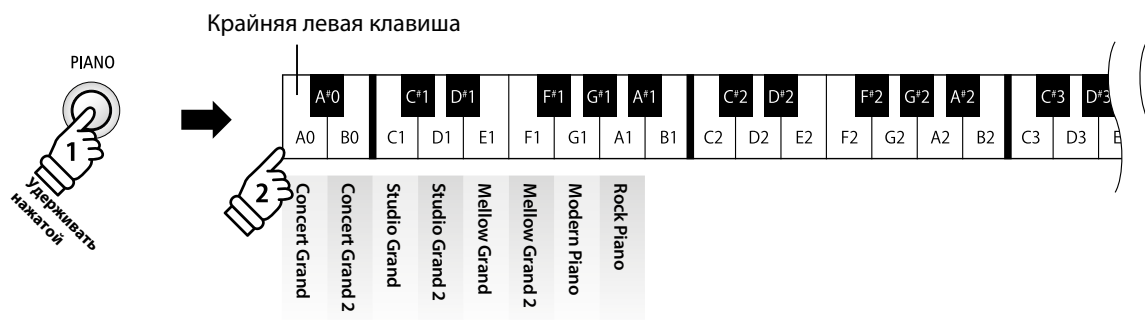 Крайняя левая клавиша
PIANO
1
Удерживать
нажатой
A#0 C#1 D#1 F#1 G#1 A#1 C#2 D#2 F#2 G#2 A#2 C#3 D#3
A0 B0 C1 D1 E1 F1 G1 A1 B1 C2 D2 E2 F2 G2 A2 B2 C3 D3 E
2
Concert Grand
Concert Grand 2
Studio Grand
Studio Grand 2
Mellow Grand
Mellow Grand 2
Modern Piano
Rock Piano